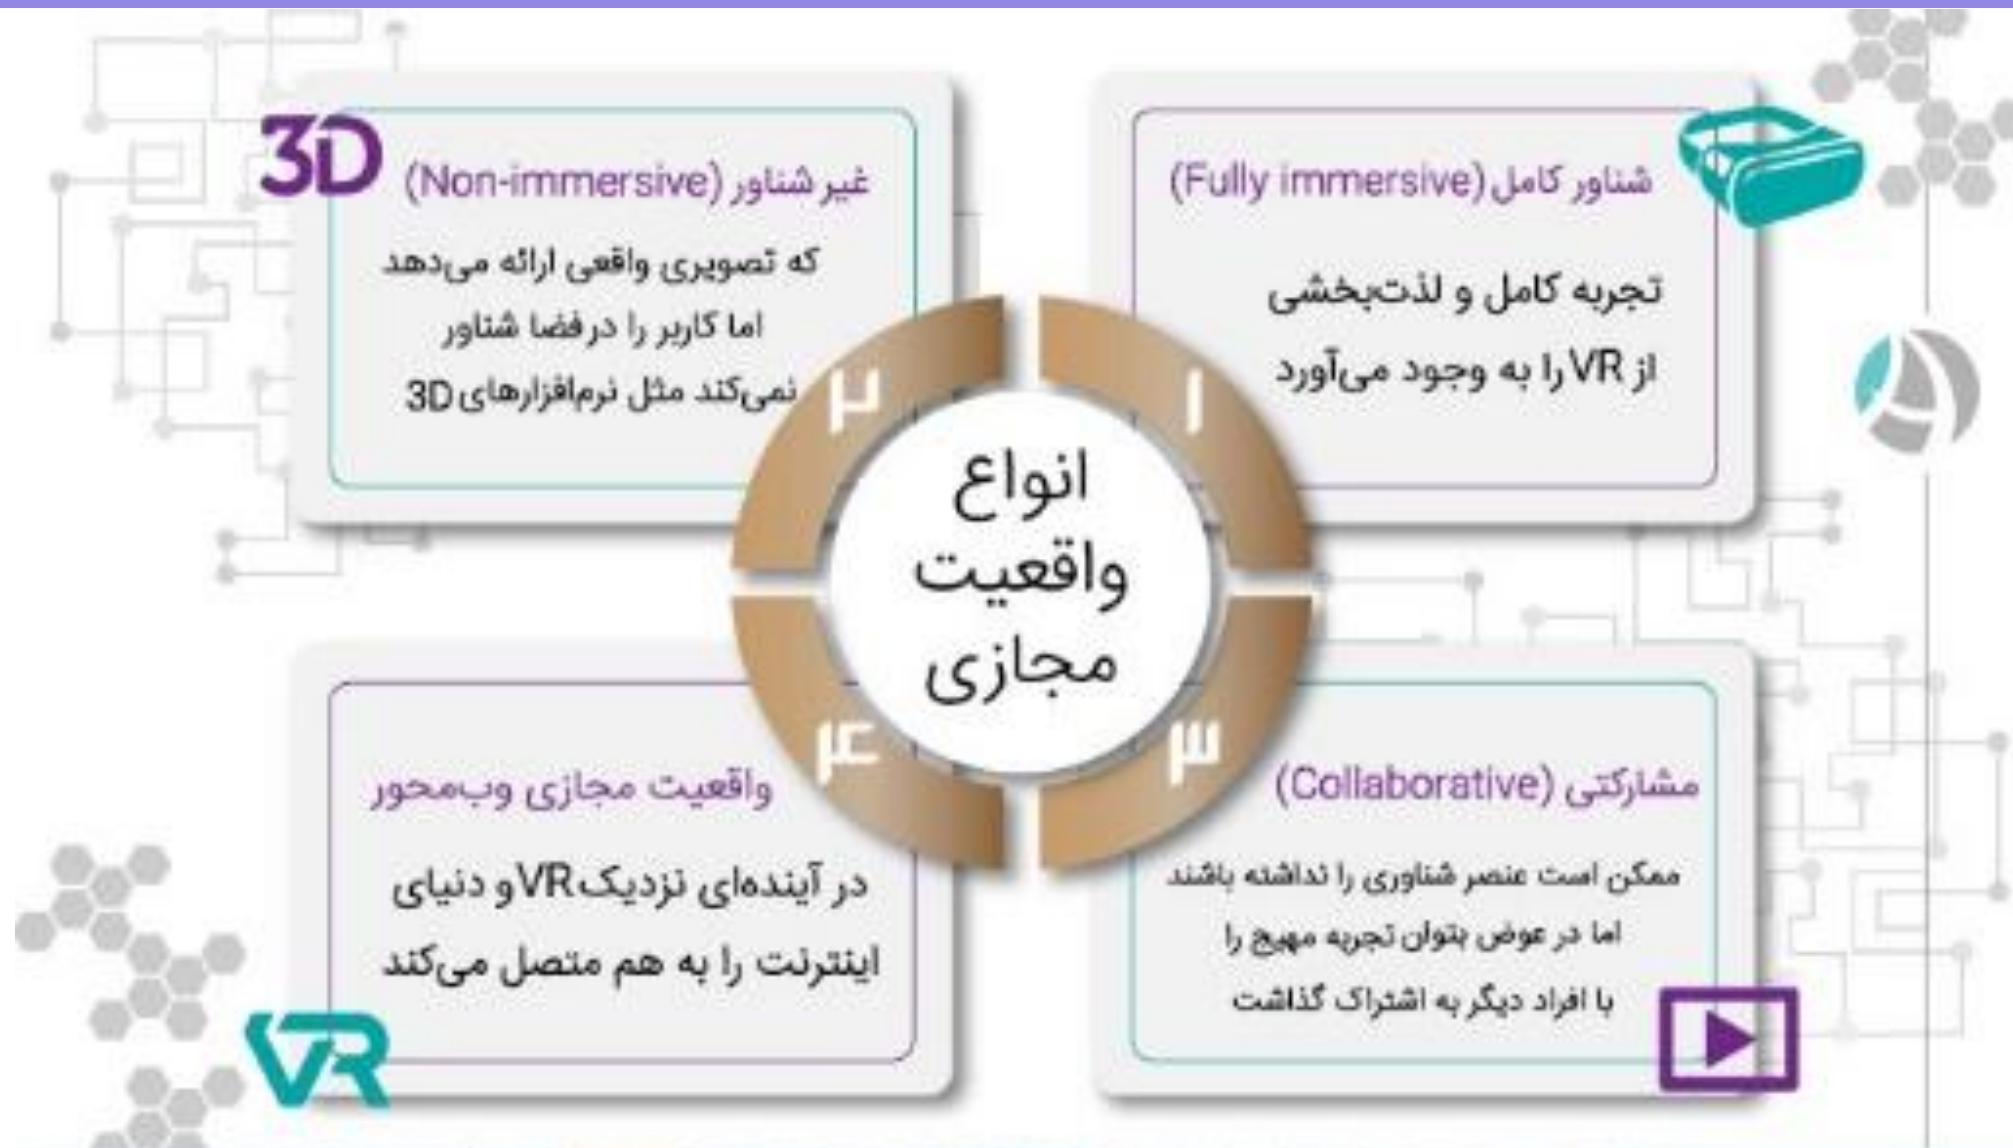 انواع
واقعیت
مجازی
۱
شناور کامل (Fully immersive)
تجربه کامل و لذت‌بخشی
از VR را به وجود می‌آورد
۲
3D
غیر شناور (Non-immersive)
که تصویری واقعی ارائه می‌دهد
اما کاربر را در فضا شناور
نمی‌کند مثل نرم‌افزارهای 3D
۳
مشارکتی (Collaborative)
ممکن است عنصر شناوری را نداشته باشند
اما در عوض بتوان تجربه مهیج را
با افراد دیگر به اشتراک گذاشت
۴
واقعیت مجازی وب‌محور
در آینده‌ای نزدیک VR و دنیای
اینترنت را به هم متصل می‌کند
VR